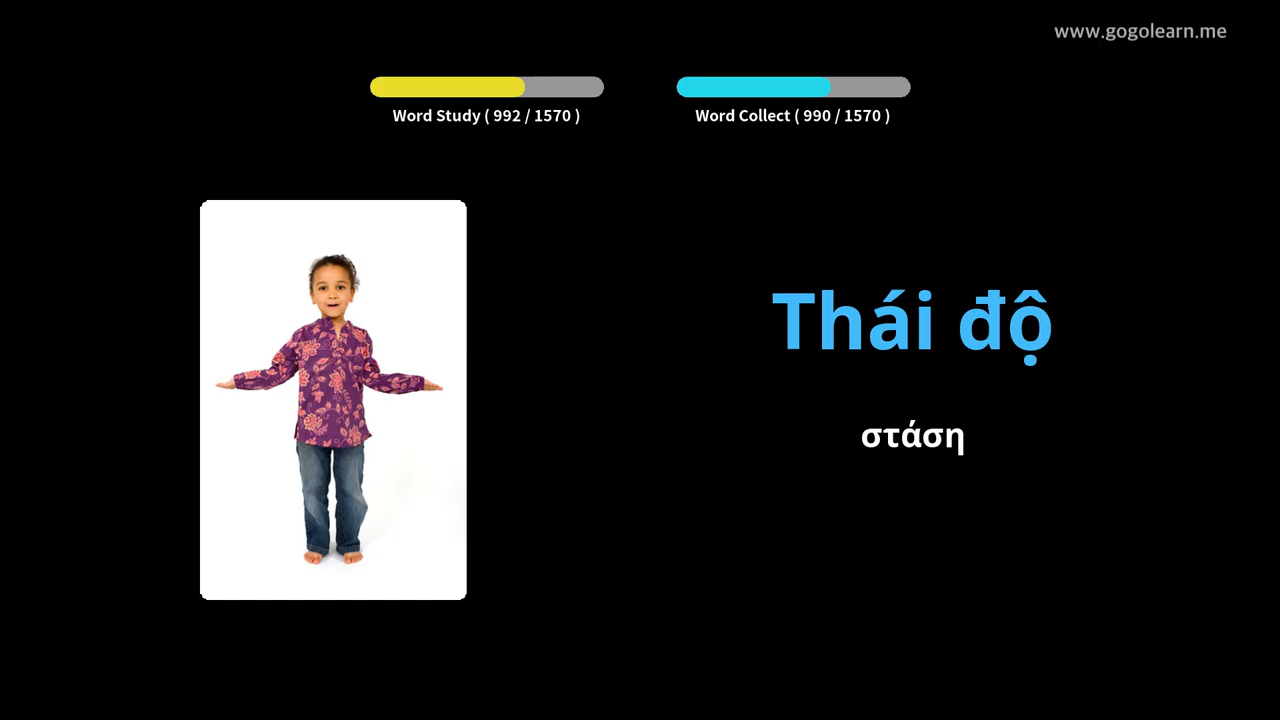 www.gogolearn.me
Word Study ( 992 / 1570 )
Word Collect ( 990 / 1570 )
Thái độ
στάση